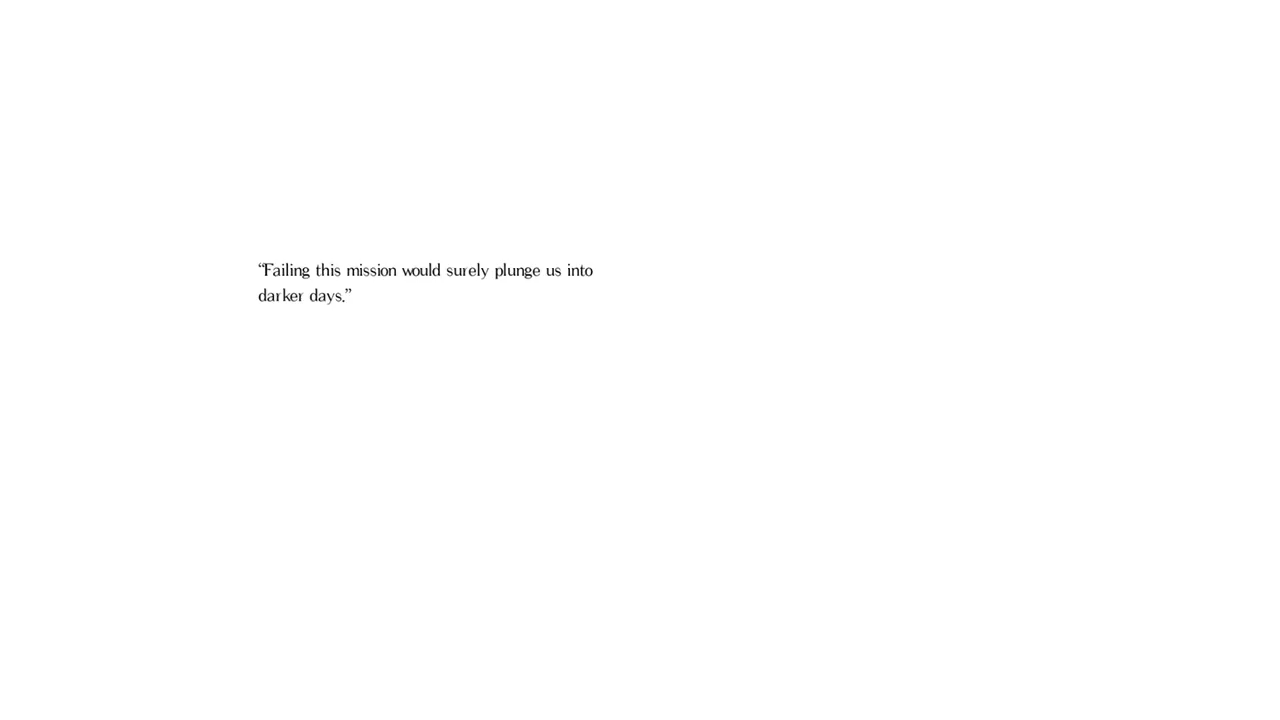 “Failing this mission would surely plunge us into
darker days.”